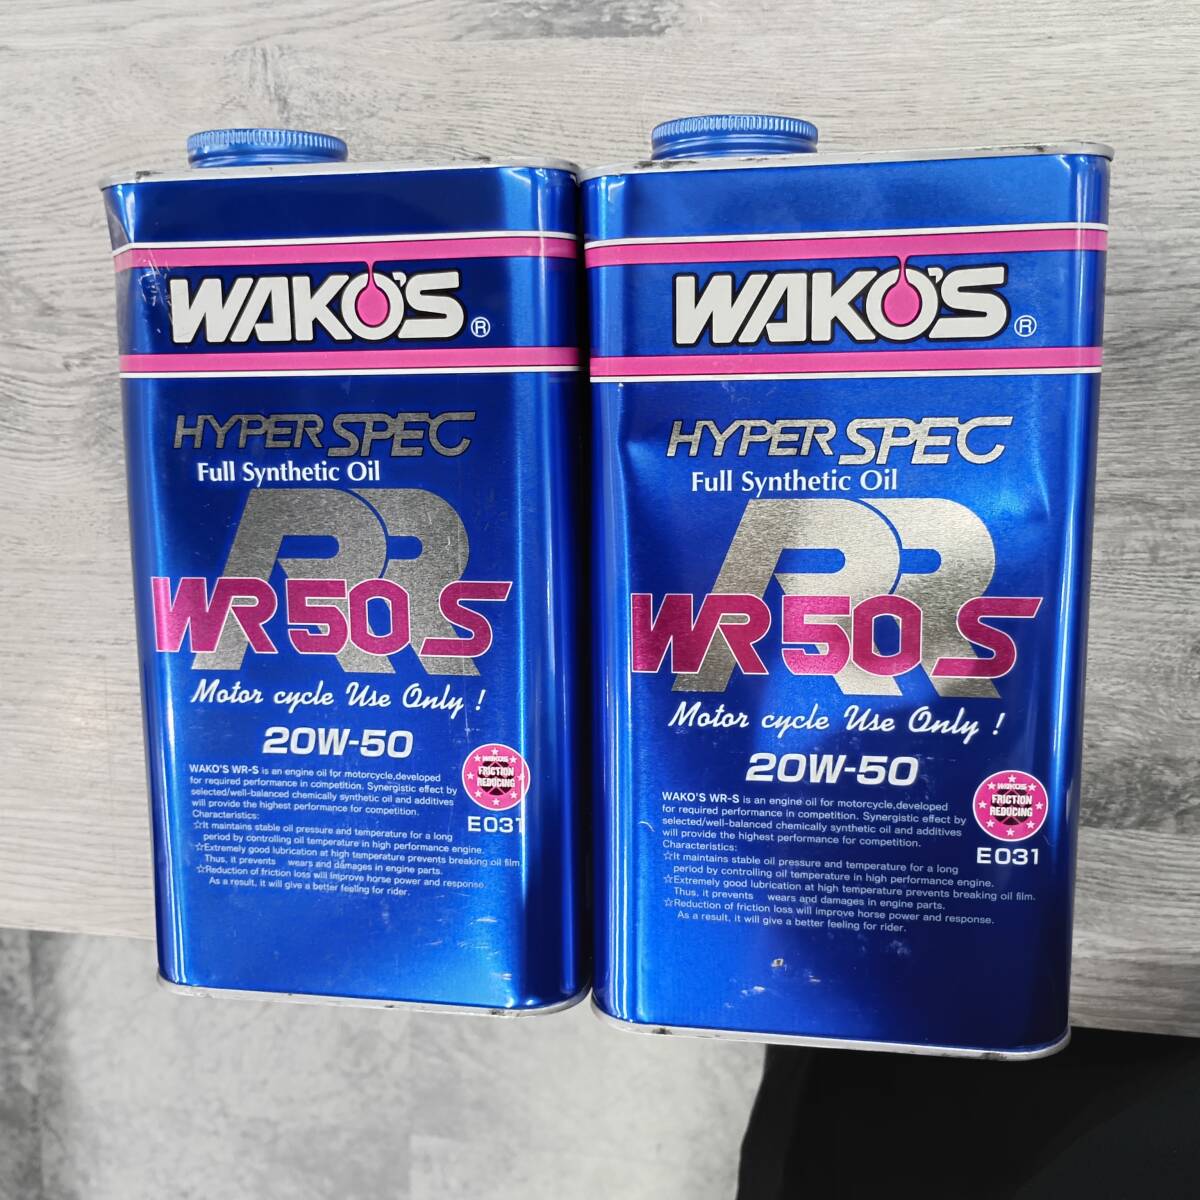 WAKO'S®
HYPER SPEC
Full Synthetic Oil
RR
WR50S
Motor cycle Use Only !
20W-50
WAKO'S WR-S is an engine oil for motorcycle,developed
for required performance in competition. Synergistic effect by
selected/well-balanced chemically synthetic oil and additives
will provide the highest performance for competition.
Characteristics:
☆It maintains stable oil pressure and temperature for a long
period by controlling oil temperature in high performance engine.
☆Extremely good lubrication at high temperature prevents breaking oil film.
Thus, it prevents wears and damages in engine parts.
☆Reduction of friction loss will improve horse power and response.
As a result, it will give a better feeling for rider.
WAKO'S
FRICTION
REDUCING
E031
WAKO'S®
HYPER SPEC
Full Synthetic Oil
RR
WR50S
Motor cycle Use Only !
20W-50
WAKO'S WR-S is an engine oil for motorcycle,developed
for required performance in competition. Synergistic effect by
selected/well-balanced chemically synthetic oil and additives
will provide the highest performance for competition.
Characteristics:
☆It maintains stable oil pressure and temperature for a long
period by controlling oil temperature in high performance engine.
☆Extremely good lubrication at high temperature prevents breaking oil film.
Thus, it prevents wears and damages in engine parts.
☆Reduction of friction loss will improve horse power and response.
As a result, it will give a better feeling for rider.
WAKO'S
FRICTION
REDUCING
E031